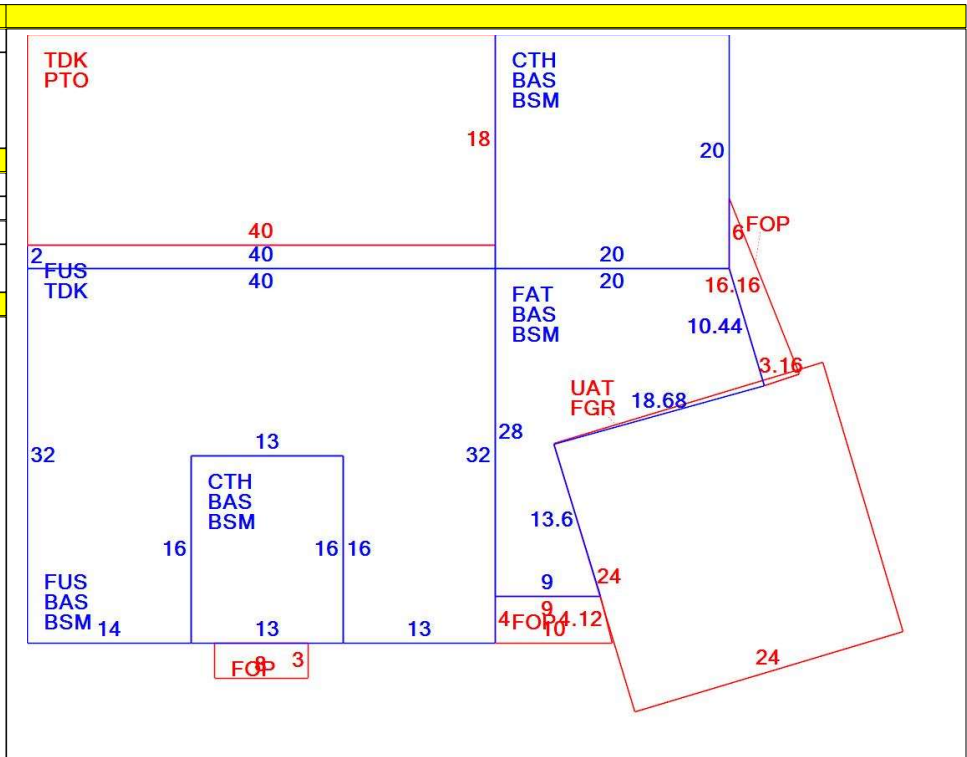 TDK
PTO
CTH
BAS
BSM
18
20
40
6
FOP
2
40
20
FUS
TDK
40
20
16.16
FAT
BAS
BSM
10.44
3.16
UAT
FGR
18.68
28
13
32
32
CTH
BAS
BSM
13.6
16
16
16
FUS
BAS
BSM
9
24
9
4
FOP
4.12
10
14
13
13
FOP
8
3
24